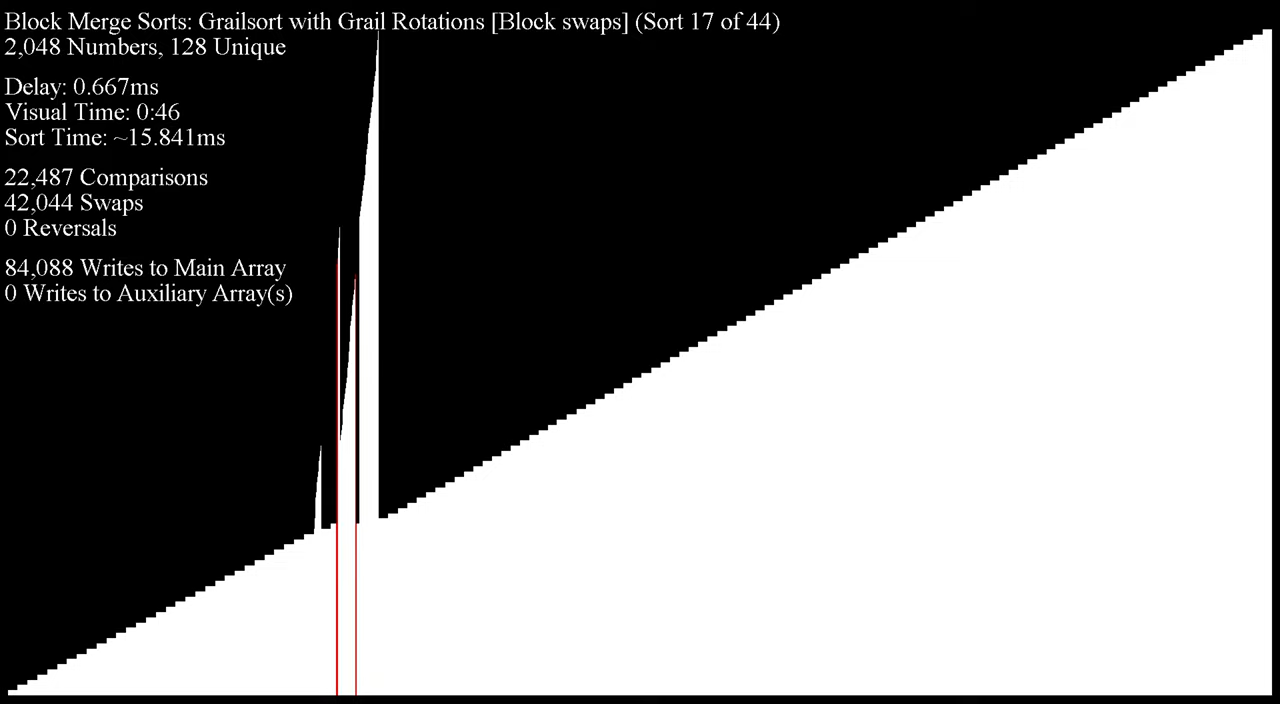 Block Merge Sorts: Grailsort with Grail Rotations [Block swaps] (Sort 17 of 44)
2,048 Numbers, 128 Unique
Delay: 0.667ms
Visual Time: 0:46
Sort Time: ~15.841ms
22,487 Comparisons
42,044 Swaps
0 Reversals
84,088 Writes to Main Array
0 Writes to Auxiliary Array(s)